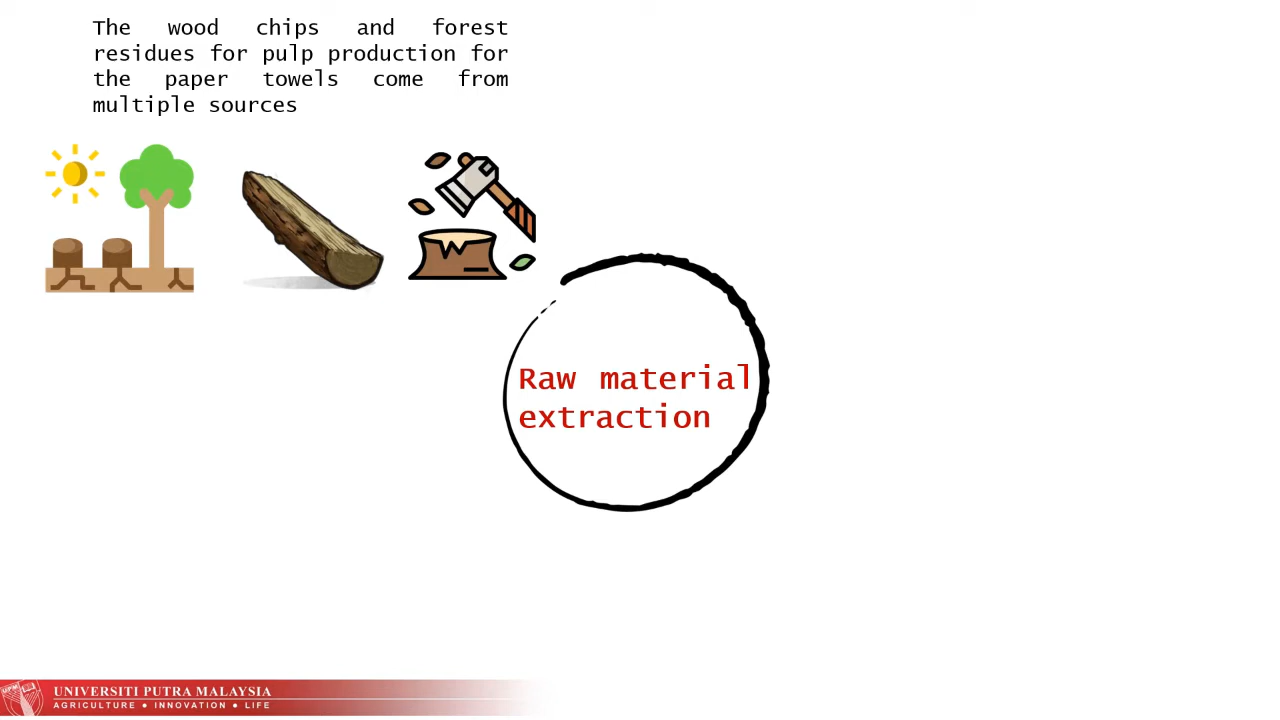 The wood chips and forest
residues for pulp production for
the paper towels come from
multiple sources
Raw material
extraction
UPM
UNIVERSITI PUTRA MALAYSIA
AGRICULTURE ● INNOVATION ● LIFE